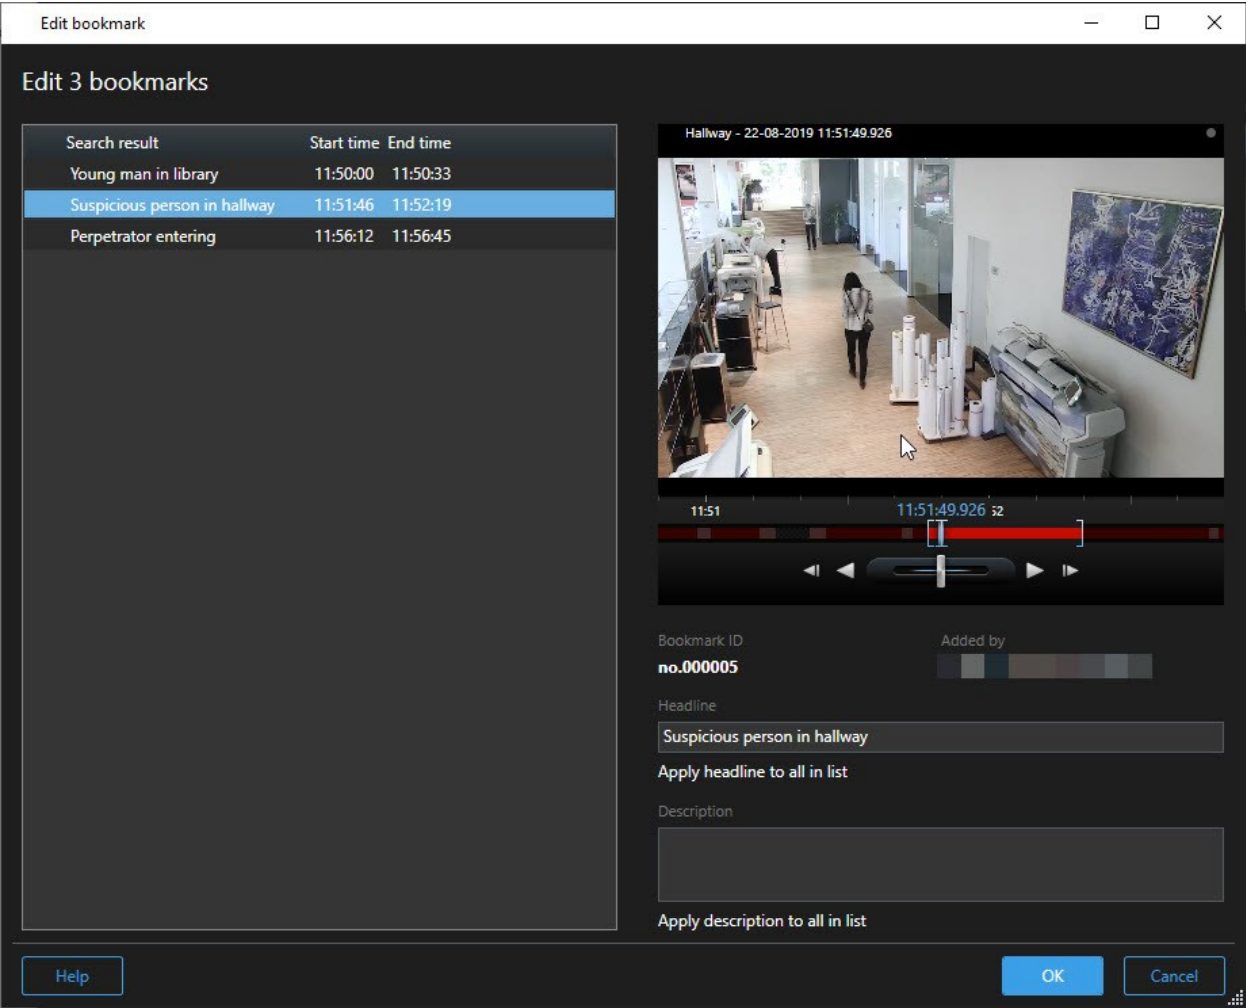 Edit bookmark
Edit 3 bookmarks
Search result Start time End time
Young man in library 11:50:00 11:50:33
Suspicious person in hallway 11:51:46 11:52:19
Perpetrator entering 11:56:12 11:56:45
Hallway - 22-08-2019 11:51:49.926
11:51 11:51:49.926 52
Bookmark ID Added by
no.000005
Headline
Suspicious person in hallway
Apply headline to all in list
Description
Apply description to all in list
Help OK Cancel